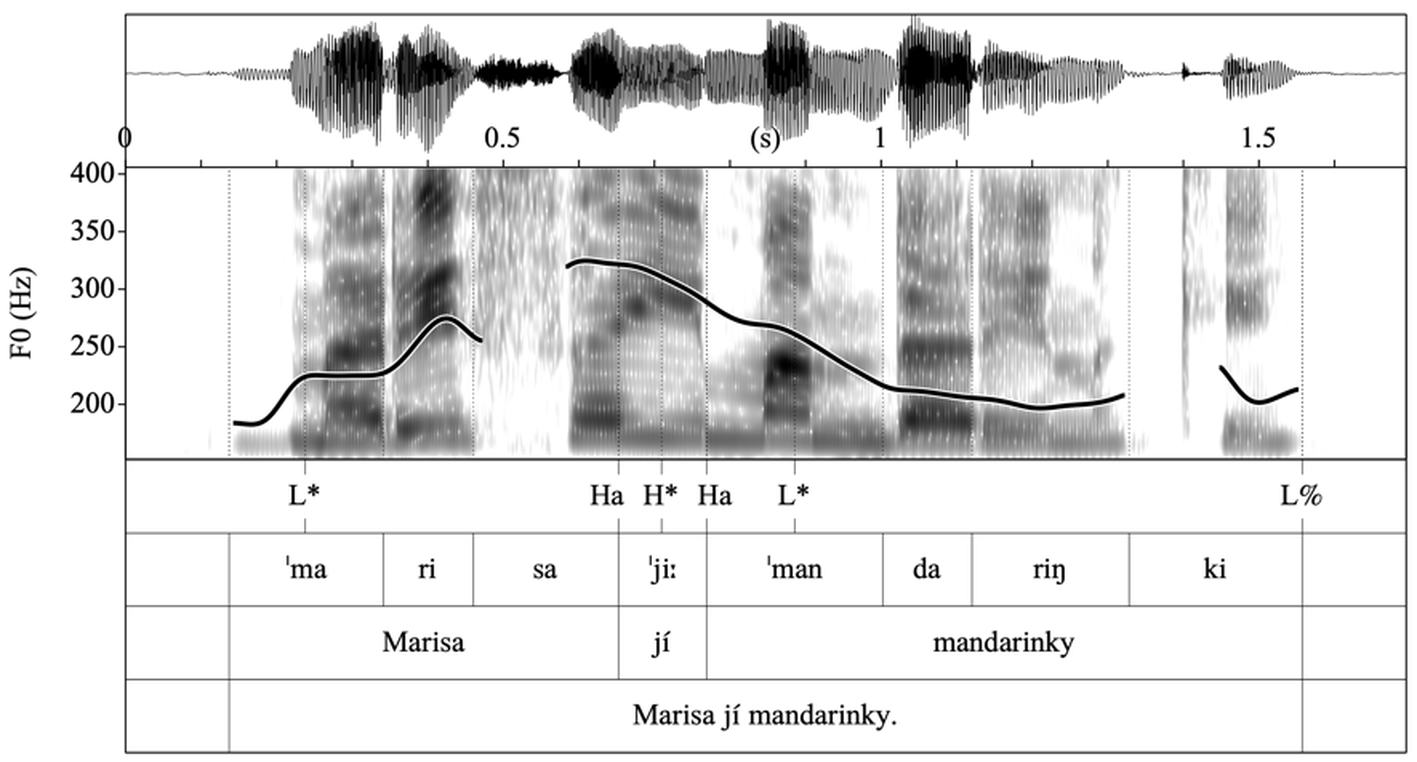 0 0.5 (s) 1 1.5
400
350
300
250
200
F0 (Hz)
L* Ha H* Ha L* L%
ˈma ri sa ˈjiː ˈman da riŋ ki
Marisa jí mandarinky
Marisa jí mandarinky.